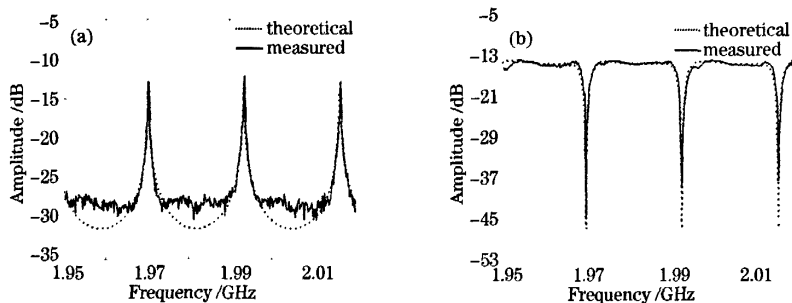 (a)
theoretical
measured
Amplitude /dB
−5
−10
−15
−20
−25
−30
−35
1.95 1.97 1.99 2.01
Frequency /GHz
(b)
theoretical
measured
Amplitude /dB
−5
−13
−21
−29
−37
−45
−53
1.95 1.97 1.99 2.01
Frequency /GHz